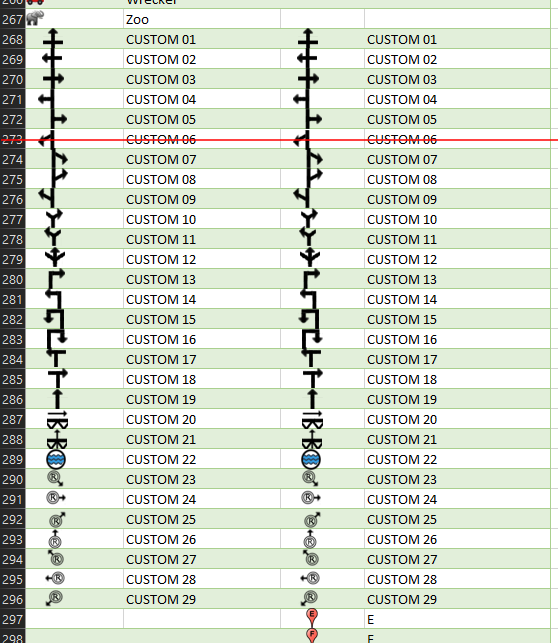 266 Wrecker
267 Zoo
268 CUSTOM 01 CUSTOM 01
269 CUSTOM 02 CUSTOM 02
270 CUSTOM 03 CUSTOM 03
271 CUSTOM 04 CUSTOM 04
272 CUSTOM 05 CUSTOM 05
273 CUSTOM 06 CUSTOM 06
274 CUSTOM 07 CUSTOM 07
275 CUSTOM 08 CUSTOM 08
276 CUSTOM 09 CUSTOM 09
277 CUSTOM 10 CUSTOM 10
278 CUSTOM 11 CUSTOM 11
279 CUSTOM 12 CUSTOM 12
280 CUSTOM 13 CUSTOM 13
281 CUSTOM 14 CUSTOM 14
282 CUSTOM 15 CUSTOM 15
283 CUSTOM 16 CUSTOM 16
284 CUSTOM 17 CUSTOM 17
285 CUSTOM 18 CUSTOM 18
286 CUSTOM 19 CUSTOM 19
287 CUSTOM 20 CUSTOM 20
288 CUSTOM 21 CUSTOM 21
289 CUSTOM 22 CUSTOM 22
290 R CUSTOM 23 R CUSTOM 23
291 R CUSTOM 24 R CUSTOM 24
292 R CUSTOM 25 R CUSTOM 25
293 R CUSTOM 26 R CUSTOM 26
294 R CUSTOM 27 R CUSTOM 27
295 R CUSTOM 28 R CUSTOM 28
296 R CUSTOM 29 R CUSTOM 29
297 E E
298 F F